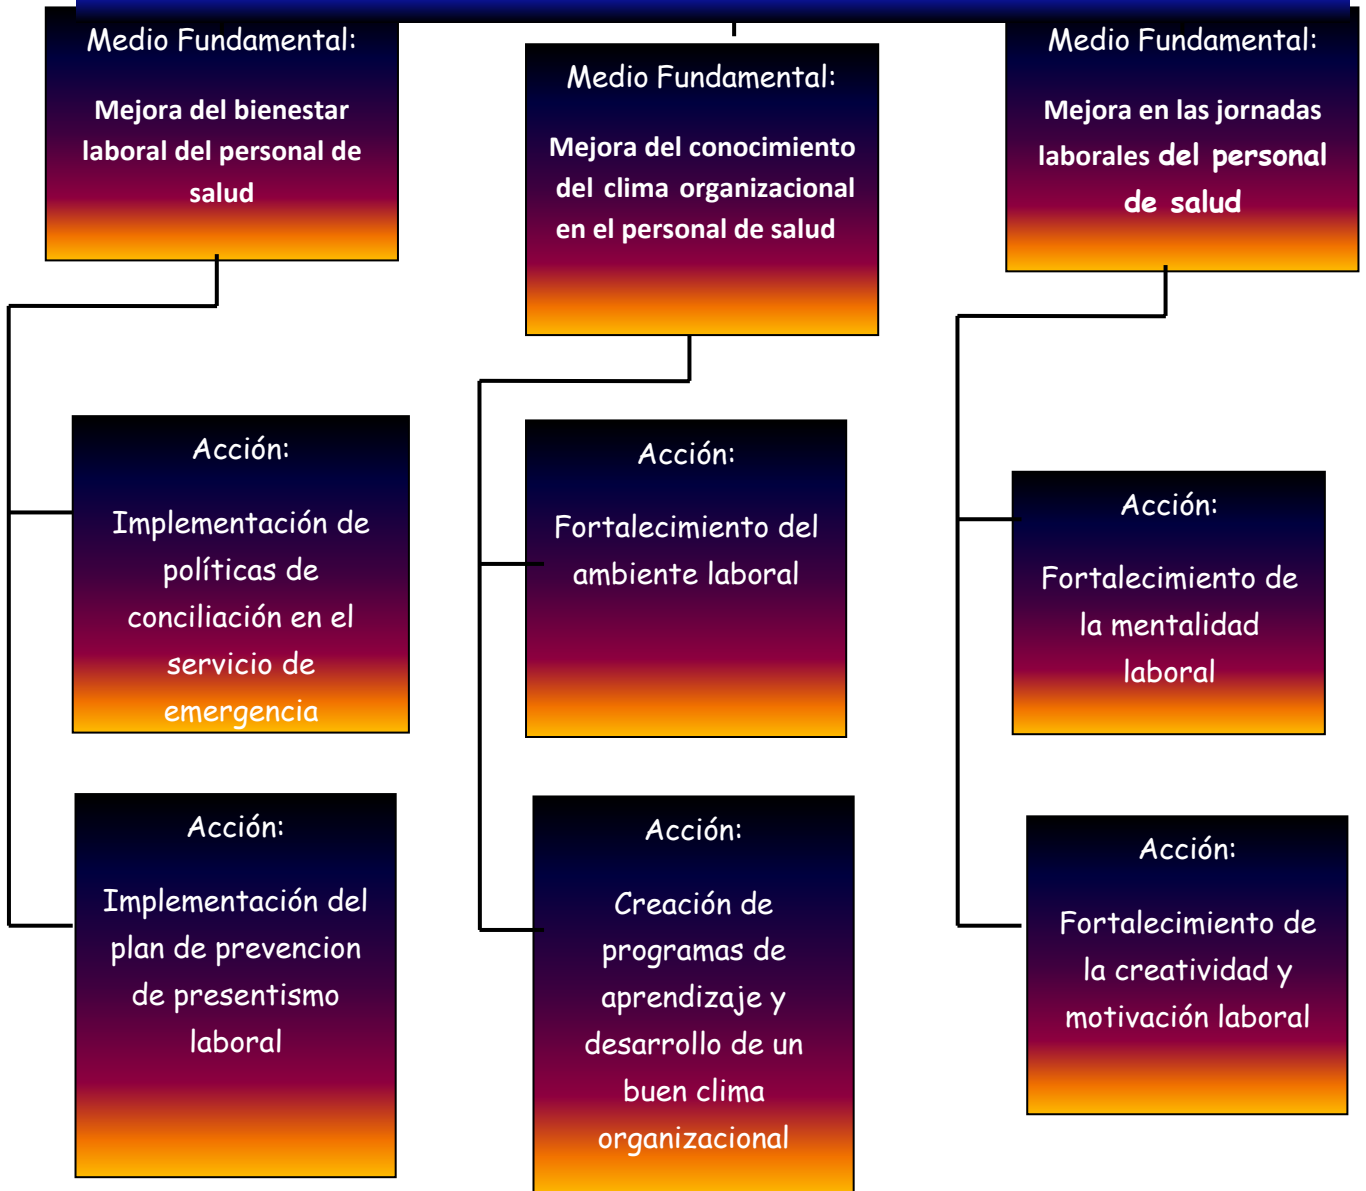 Medio Fundamental:
Mejora del bienestar
laboral del personal de
salud
Medio Fundamental:
Mejora del conocimiento
del clima organizacional
en el personal de salud
Medio Fundamental:
Mejora en las jornadas
laborales del personal
de salud
Acción:
Implementación de
políticas de
conciliación en el
servicio de
emergencia
Acción:
Fortalecimiento del
ambiente laboral
Acción:
Fortalecimiento de
la mentalidad
laboral
Acción:
Implementación del
plan de prevencion
de presentismo
laboral
Acción:
Creación de
programas de
aprendizaje y
desarrollo de un
buen clima
organizacional
Acción:
Fortalecimiento de
la creatividad y
motivación laboral